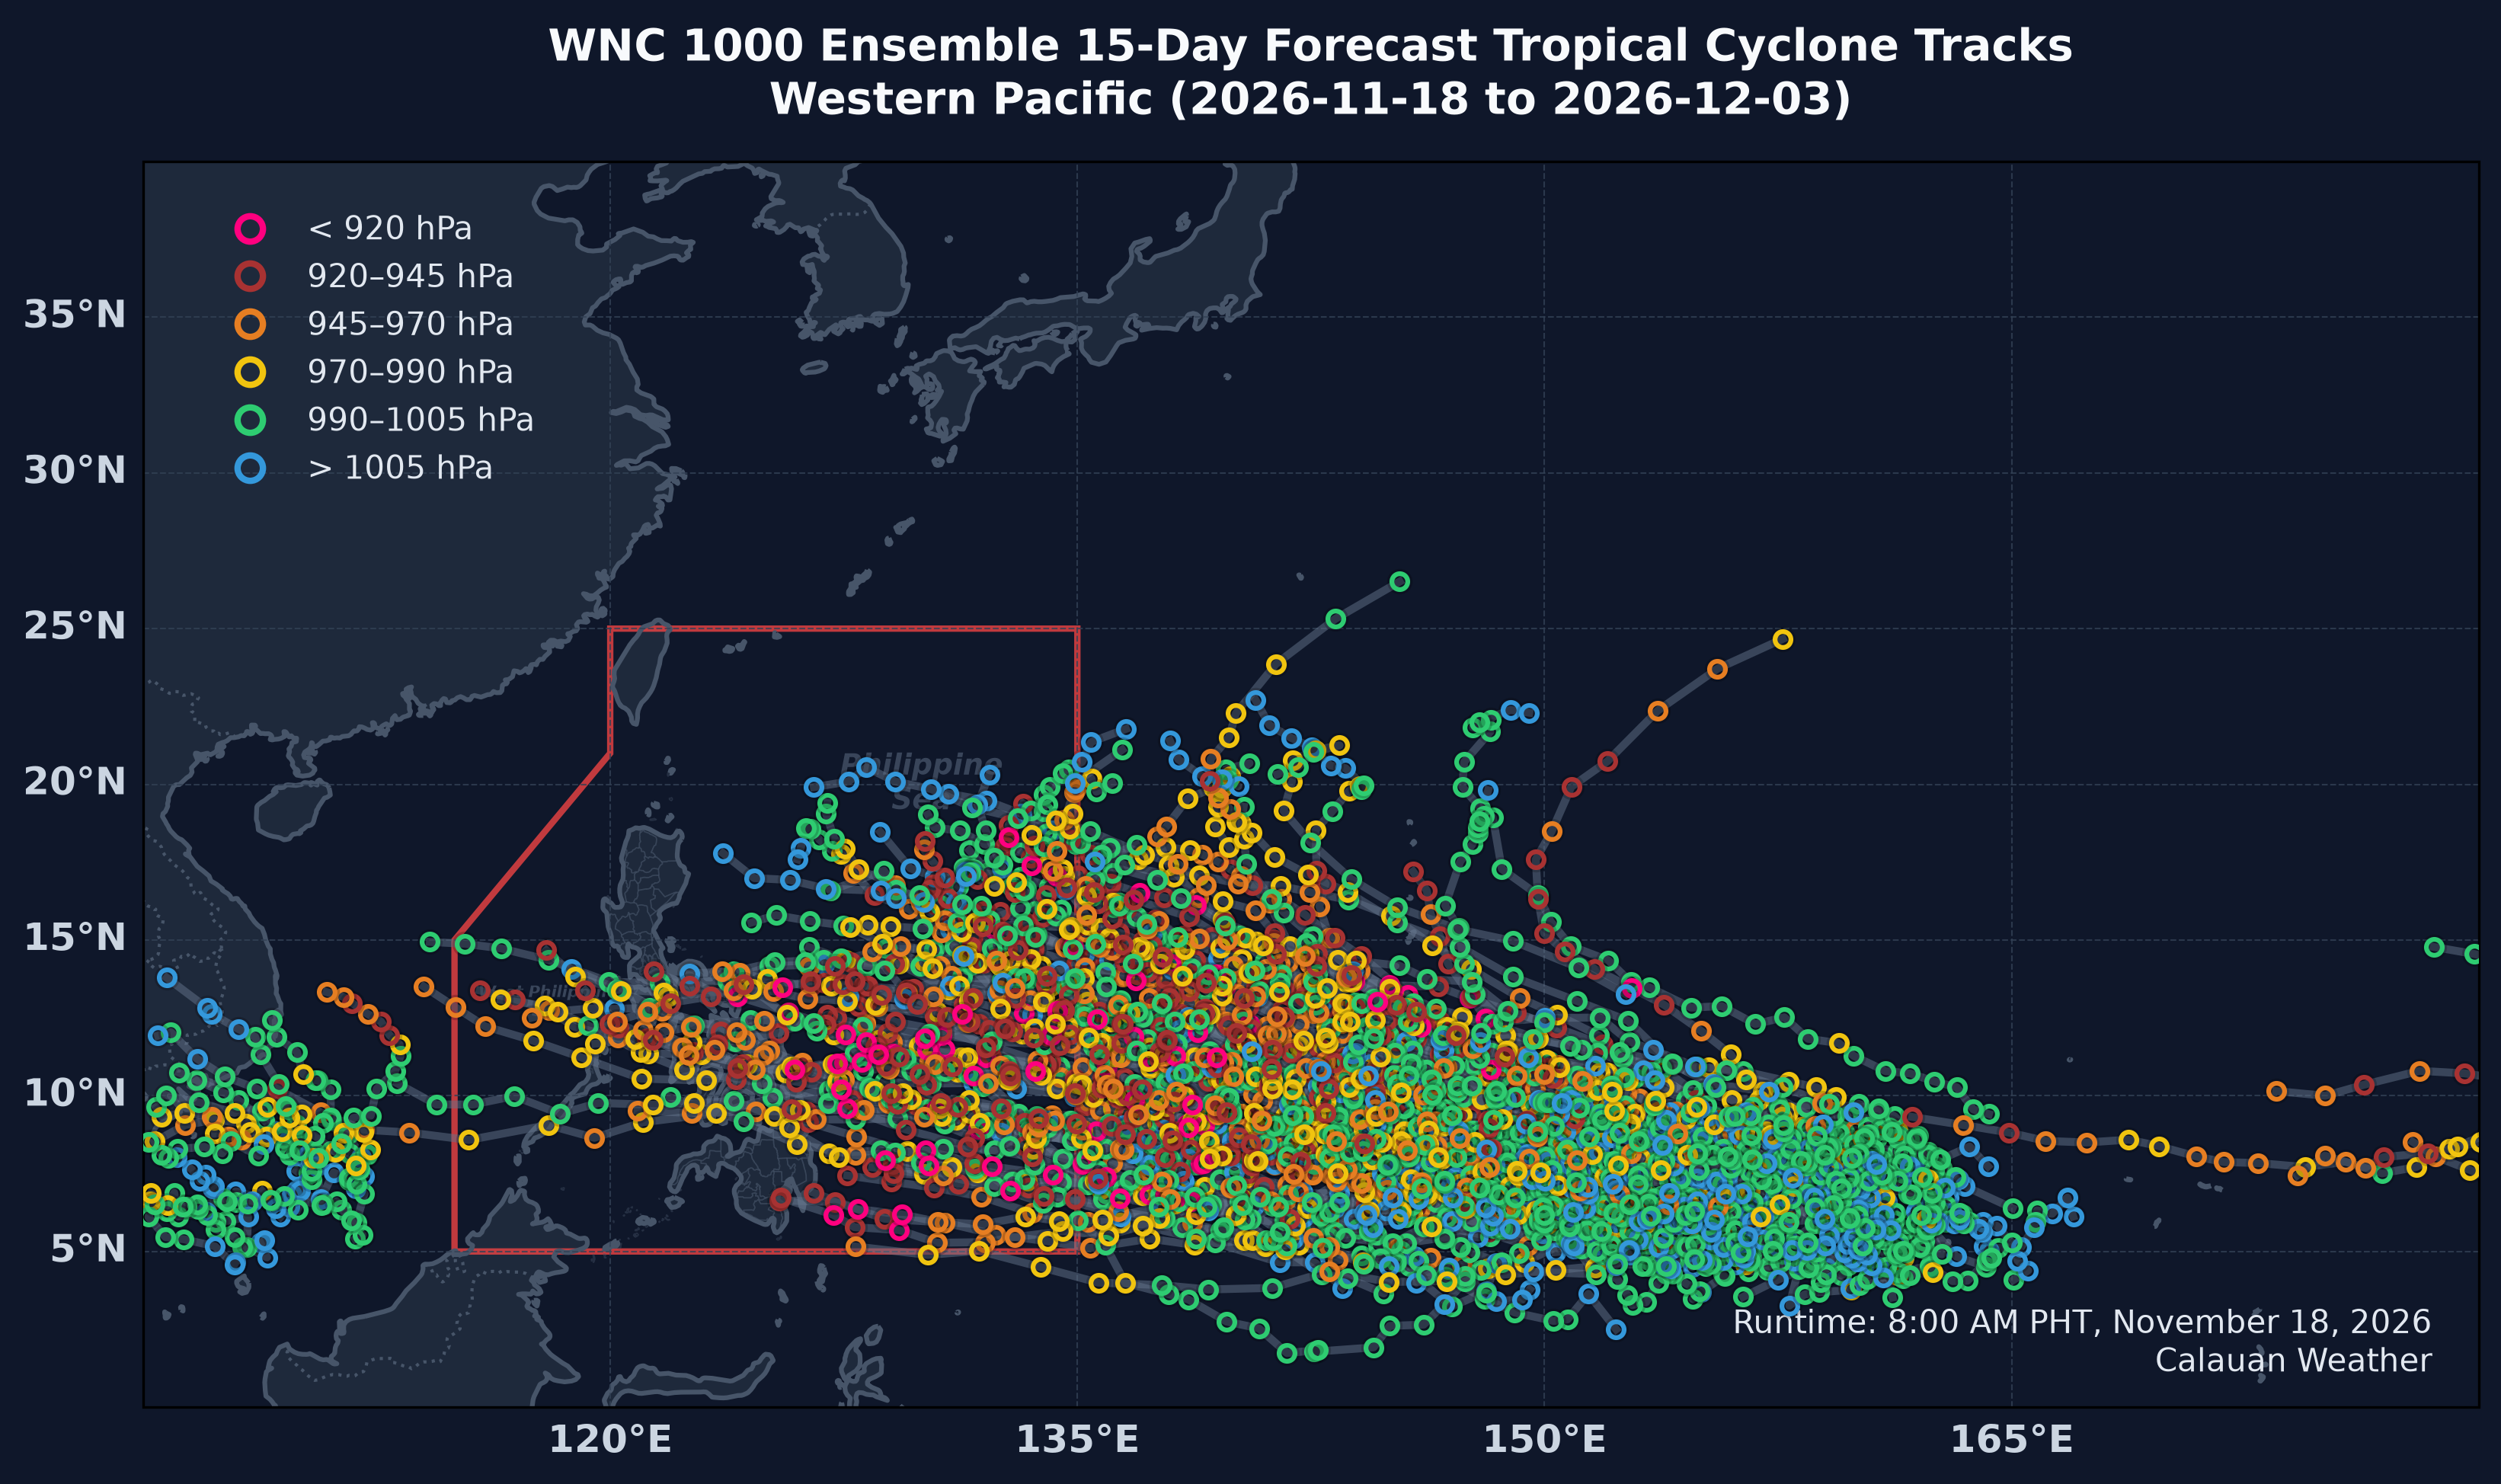 WNC 1000 Ensemble 15-Day Forecast Tropical Cyclone Tracks
Western Pacific (2026-11-18 to 2026-12-03)
< 920 hPa
920–945 hPa
945–970 hPa
970–990 hPa
990–1005 hPa
> 1005 hPa
35°N
30°N
25°N
20°N
15°N
10°N
5°N
Philippine
Sea
Runtime: 8:00 AM PHT, November 18, 2026
Calauan Weather
120°E
135°E
150°E
165°E